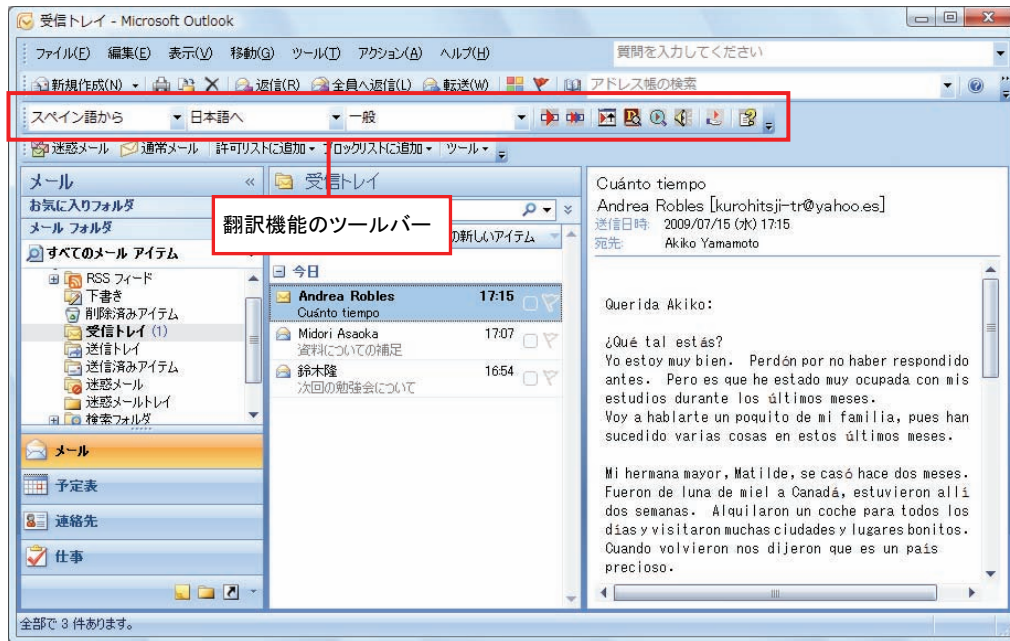 受信トレイ - Microsoft Outlook
ファイル(F) 編集(E) 表示(V) 移動(G) ツール(T) アクション(A) ヘルプ(H) 質問を入力してください
新規作成(N) 返信(R) 全員へ返信(L) 転送(W) アドレス帳の検索
スペイン語から 日本語へ 一般
迷惑メール 通常メール 許可リストに追加 ブロックリストに追加 ツール
メール
お気に入りフォルダ
メール フォルダ
すべてのメール アイテム
RSS フィード
下書き
削除済みアイテム
受信トレイ (1)
送信トレイ
送信済みアイテム
迷惑メール
迷惑メールトレイ
検索フォルダ
メール
予定表
連絡先
仕事
受信トレイ
翻訳機能のツールバー
の新しいアイテム
今日
Andrea Robles 17:15
Cuánto tiempo
Midori Asaoka 17:07
資料についての補足
鈴木隆 16:54
次回の勉強会について
Cuánto tiempo
Andrea Robles [kurohitsji-tr@yahoo.es]
送信日時: 2009/07/15 (水) 17:15
宛先: Akiko Yamamoto
Querida Akiko:
¿Qué tal estás?
Yo estoy muy bien. Perdón por no haber respondido
antes. Pero es que he estado muy ocupada con mis
estudios durante los últimos meses.
Voy a hablarte un poquito de mi familia, pues han
sucedido varias cosas en estos últimos meses.
Mi hermana mayor, Matilde, se casó hace dos meses.
Fueron de luna de miel a Canadá, estuvieron allí
dos semanas. Alquilaron un coche para todos los
días y visitaron muchas ciudades y lugares bonitos.
Cuando volvieron nos dijeron que es un país
precioso.
全部で 3 件あります。